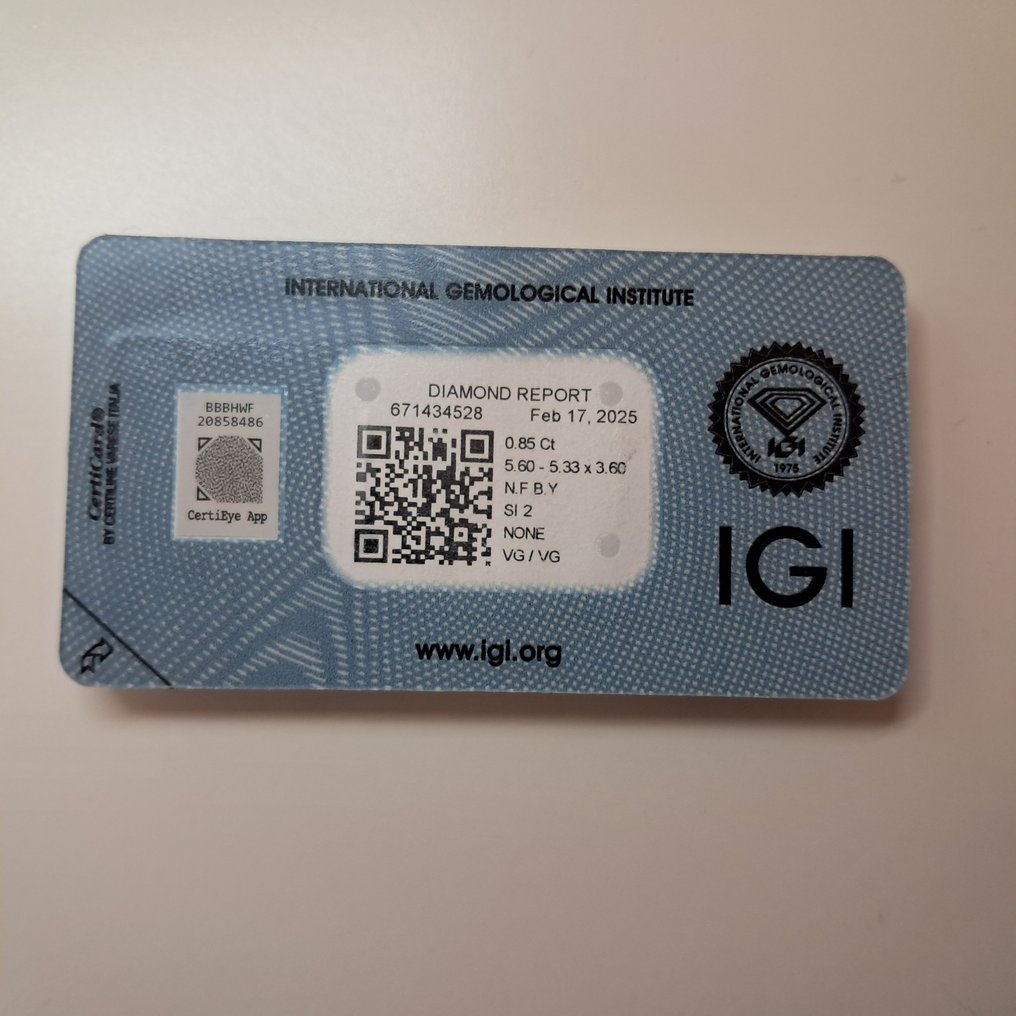 INTERNATIONAL GEMOLOGICAL INSTITUTE
CertiCard®
BY CERTILINE VARESE ITALIA
BBBHWF
20858486
CertiEye App
DIAMOND REPORT
671434528 Feb 17, 2025
0.85 Ct
5.60 - 5.33 x 3.60
N.F B.Y
SI 2
NONE
VG / VG
INTERNATIONAL GEMOLOGICAL INSTITUTE
IGI
1975
IGI
www.igi.org